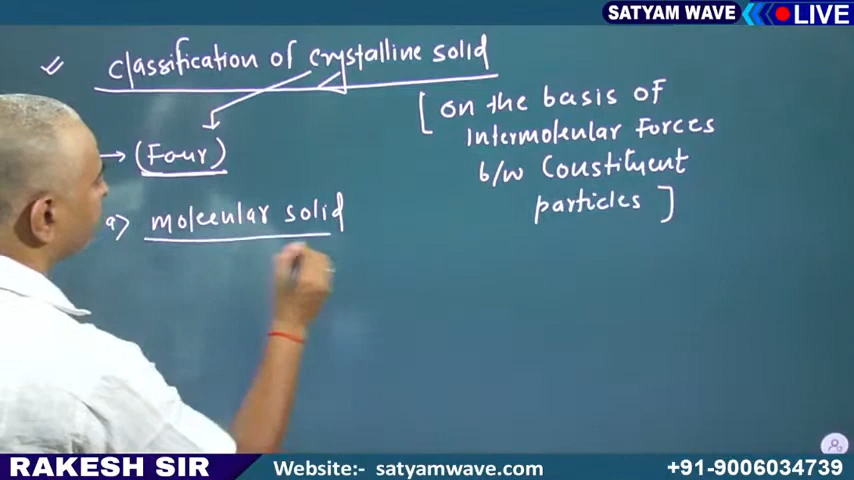 SATYAM WAVE LIVE
classification of crystalline solid
[ on the basis of
Intermolecular Forces
b/w Constituent
particles ]
→ (Four)
a) molecular solid
RAKESH SIR Website:- satyamwave.com +91-9006034739